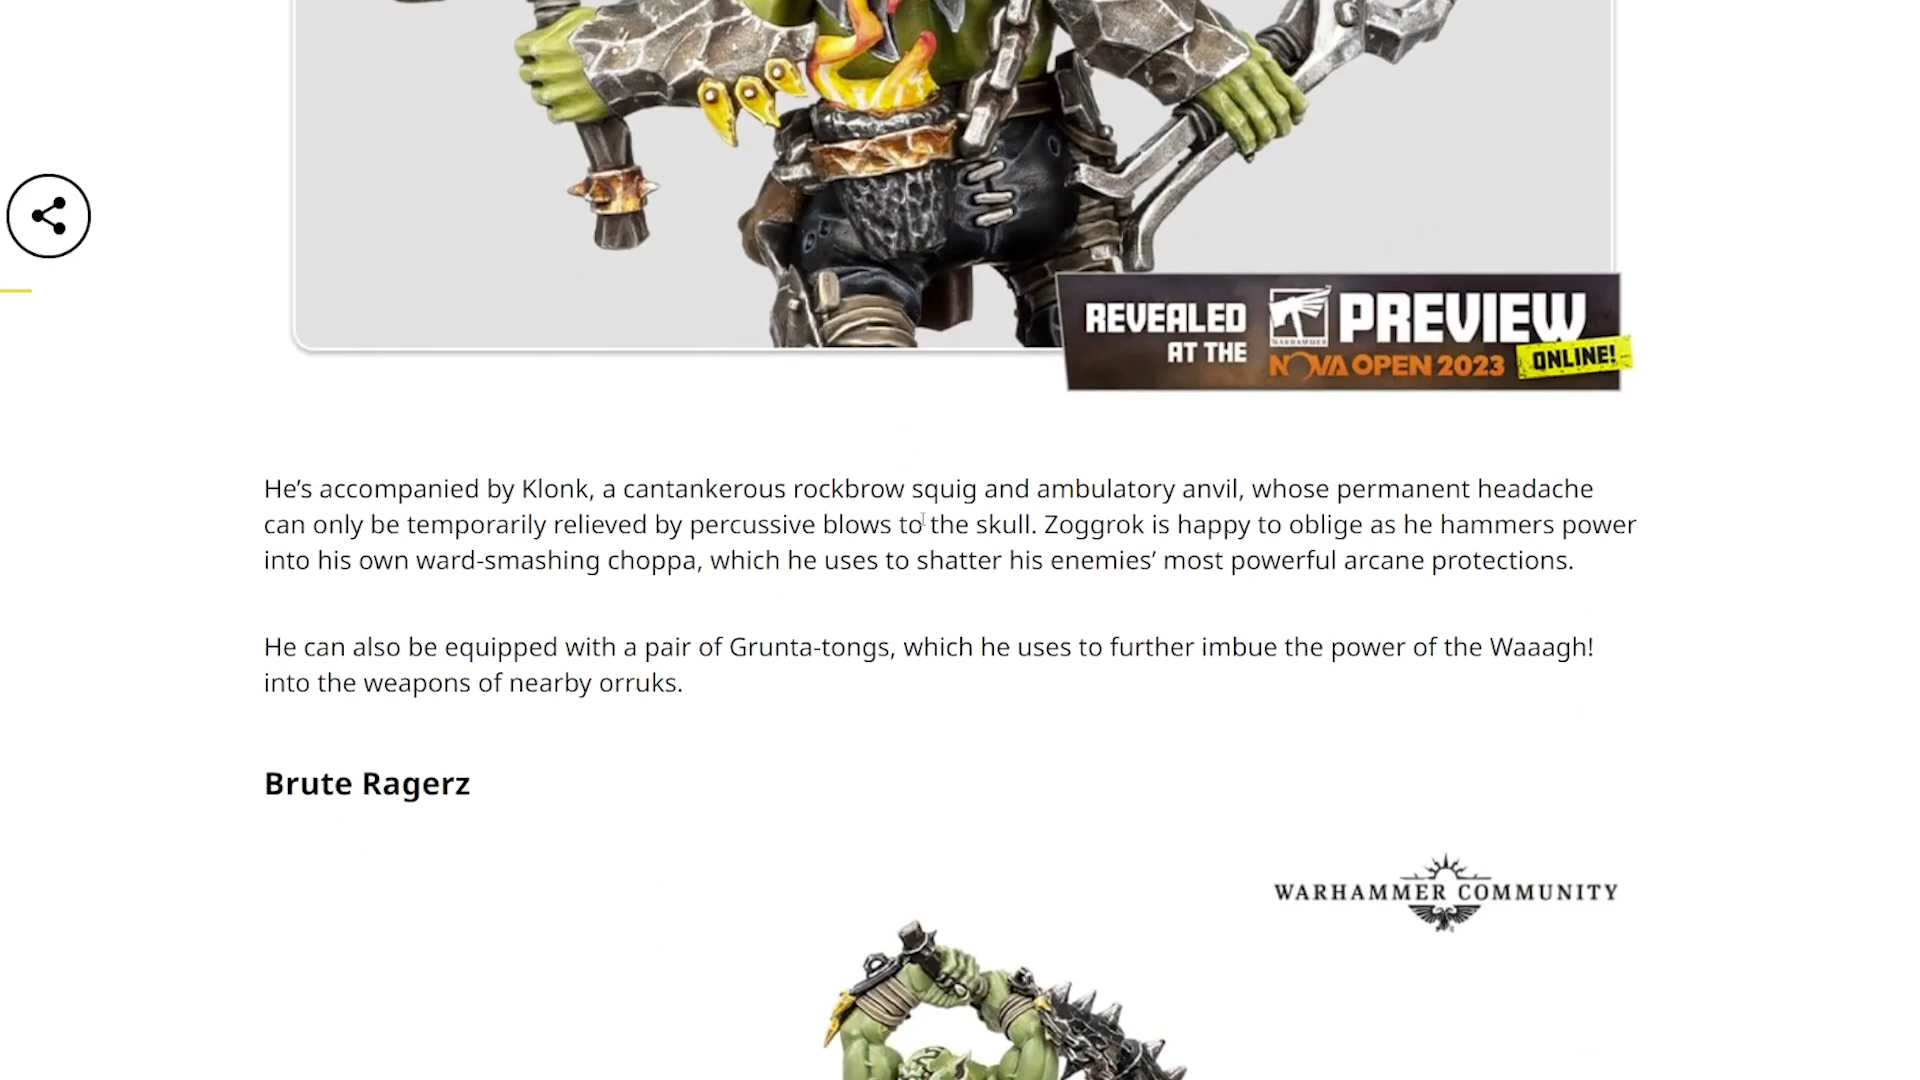 REVEALED
AT THE
WARHAMMER
PREVIEW
NOVA OPEN 2023
ONLINE!
He’s accompanied by Klonk, a cantankerous rockbrow squig and ambulatory anvil, whose permanent headache
can only be temporarily relieved by percussive blows to the skull. Zoggrok is happy to oblige as he hammers power
into his own ward-smashing choppa, which he uses to shatter his enemies’ most powerful arcane protections.
He can also be equipped with a pair of Grunta-tongs, which he uses to further imbue the power of the Waaagh!
into the weapons of nearby orruks.
Brute Ragerz
WARHAMMER COMMUNITY